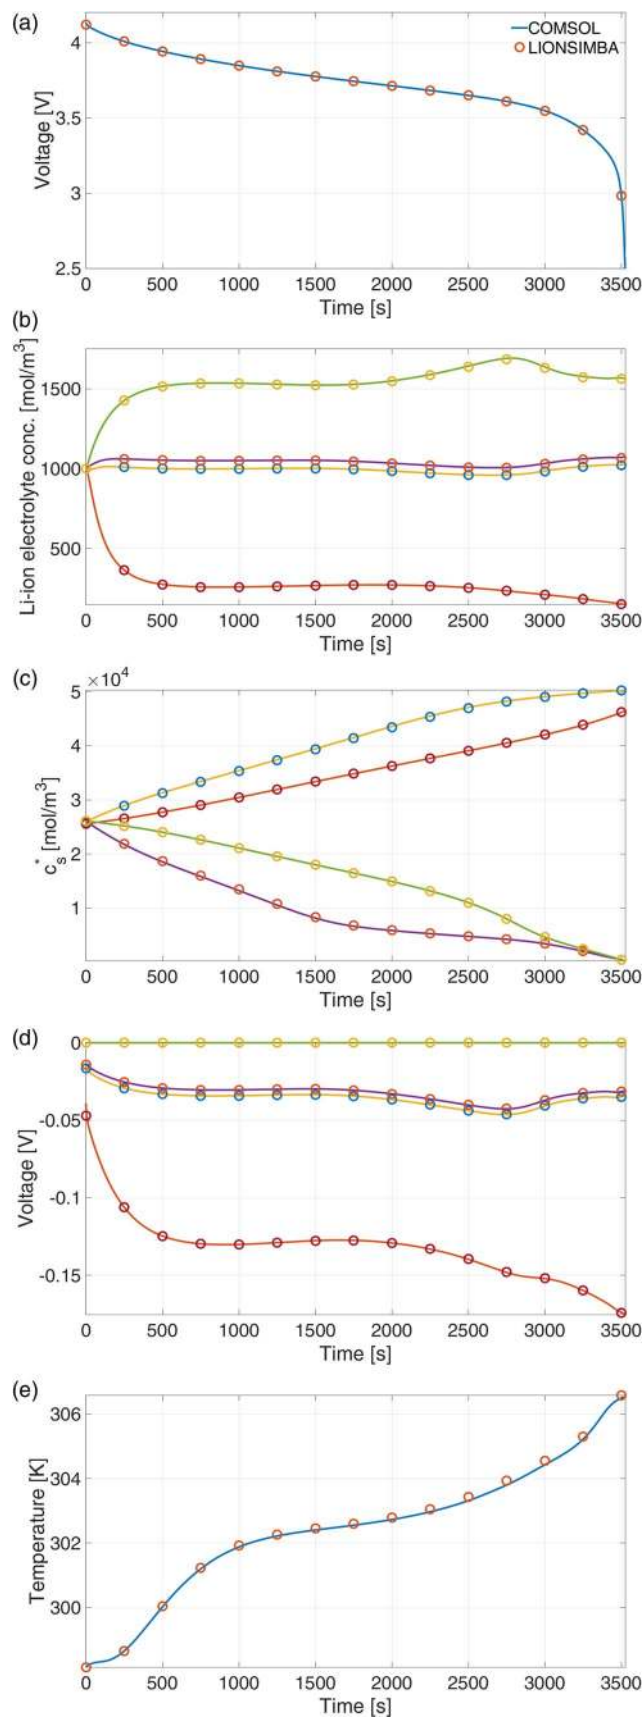 (a)
COMSOL
LIONSIMBA
4
3.5
3
2.5
Voltage [V]
0 500 1000 1500 2000 2500 3000 3500
Time [s]
(b)
1500
1000
500
Li-ion electrolyte conc. [mol/m³]
0 500 1000 1500 2000 2500 3000 3500
Time [s]
(c)
×10⁴
5
4
3
2
1
c_s^* [mol/m³]
0 500 1000 1500 2000 2500 3000 3500
Time [s]
(d)
0
-0.05
-0.1
-0.15
Voltage [V]
0 500 1000 1500 2000 2500 3000 3500
Time [s]
(e)
306
304
302
300
Temperature [K]
0 500 1000 1500 2000 2500 3000 3500
Time [s]